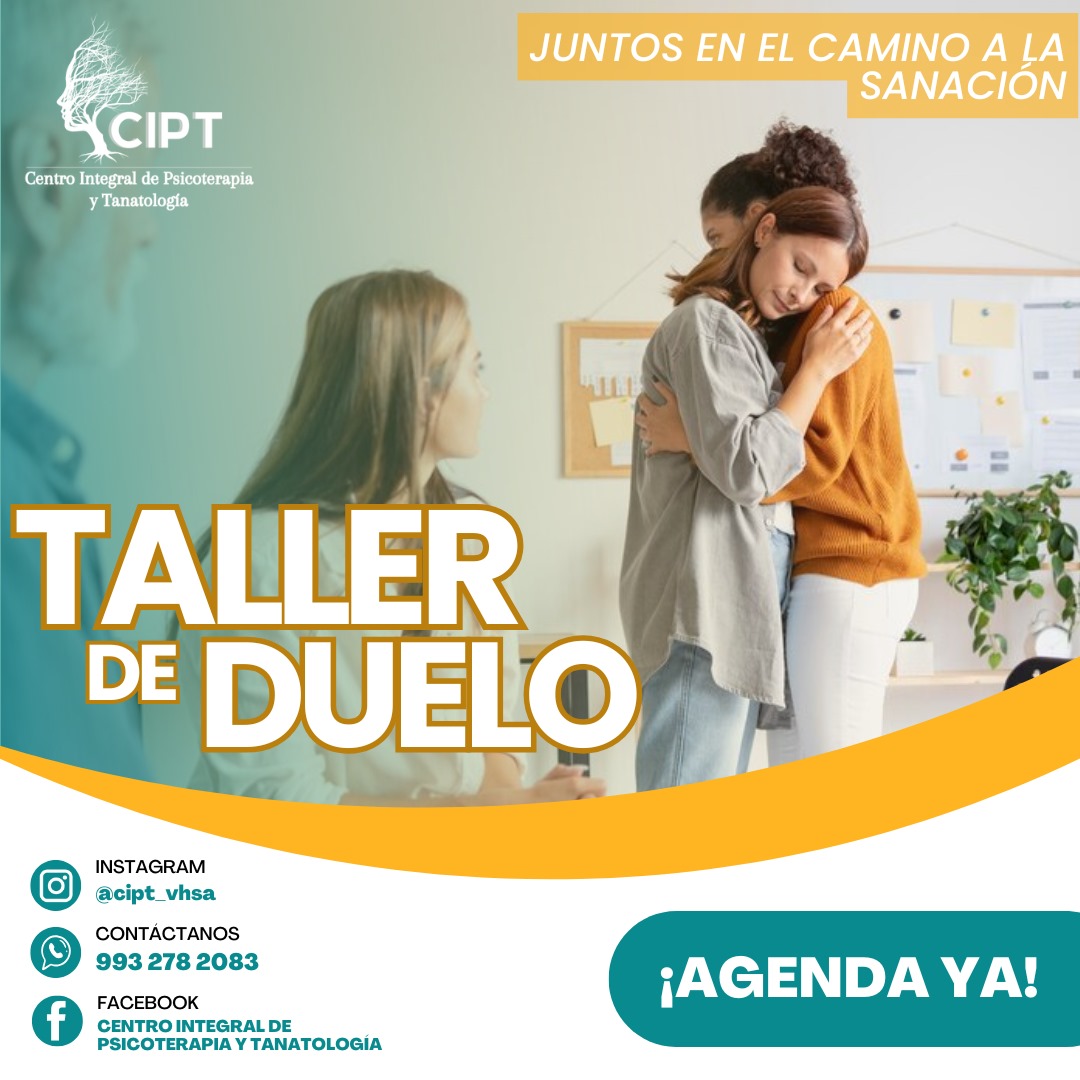 CIPT
Centro Integral de Psicoterapia
y Tanatología
JUNTOS EN EL CAMINO A LA
SANACIÓN
TALLER
DE DUELO
INSTAGRAM
@cipt_vhsa
CONTÁCTANOS
993 278 2083
FACEBOOK
CENTRO INTEGRAL DE
PSICOTERAPIA Y TANATOLOGÍA
¡AGENDA YA!